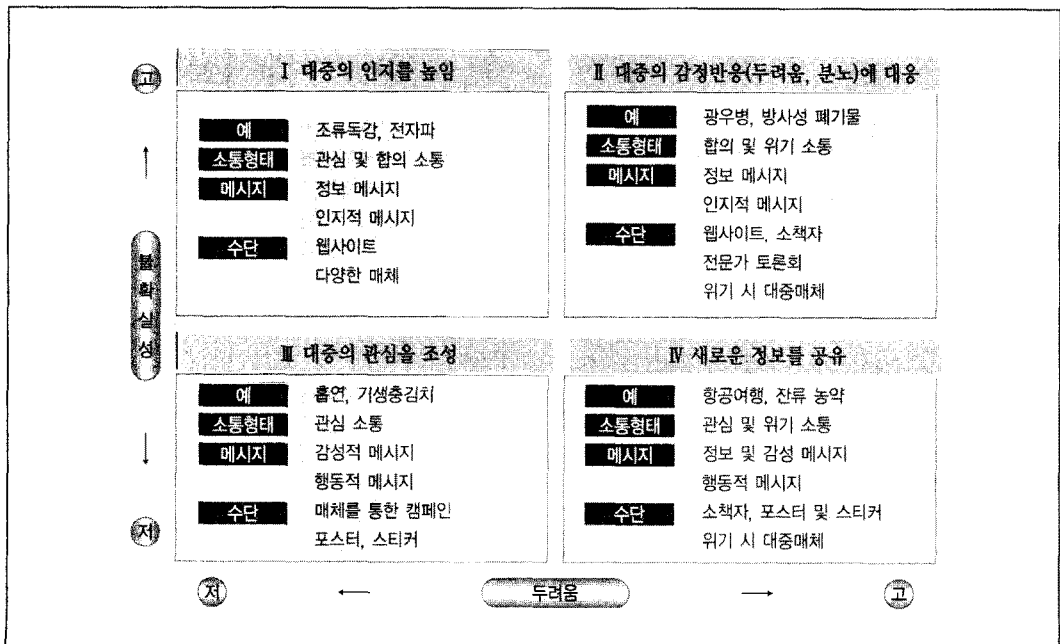 고
↑
불확실성
↓
저
Ⅰ 대중의 인지를 높임
예 조류독감, 전자파
소통형태 관심 및 합의 소통
메시지 정보 메시지
인지적 메시지
수단 웹사이트
다양한 매체
Ⅱ 대중의 감정반응(두려움, 분노)에 대응
예 광우병, 방사성 폐기물
소통형태 합의 및 위기 소통
메시지 정보 메시지
인지적 메시지
수단 웹사이트, 소책자
전문가 토론회
위기 시 대중매체
Ⅲ 대중의 관심을 조성
예 흡연, 기생충김치
소통형태 관심 소통
메시지 감성적 메시지
행동적 메시지
수단 매체를 통한 캠페인
포스터, 스티커
Ⅳ 새로운 정보를 공유
예 항공여행, 잔류 농약
소통형태 관심 및 위기 소통
메시지 정보 및 감성 메시지
행동적 메시지
수단 소책자, 포스터 및 스티커
위기 시 대중매체
저 ← 두려움 → 고